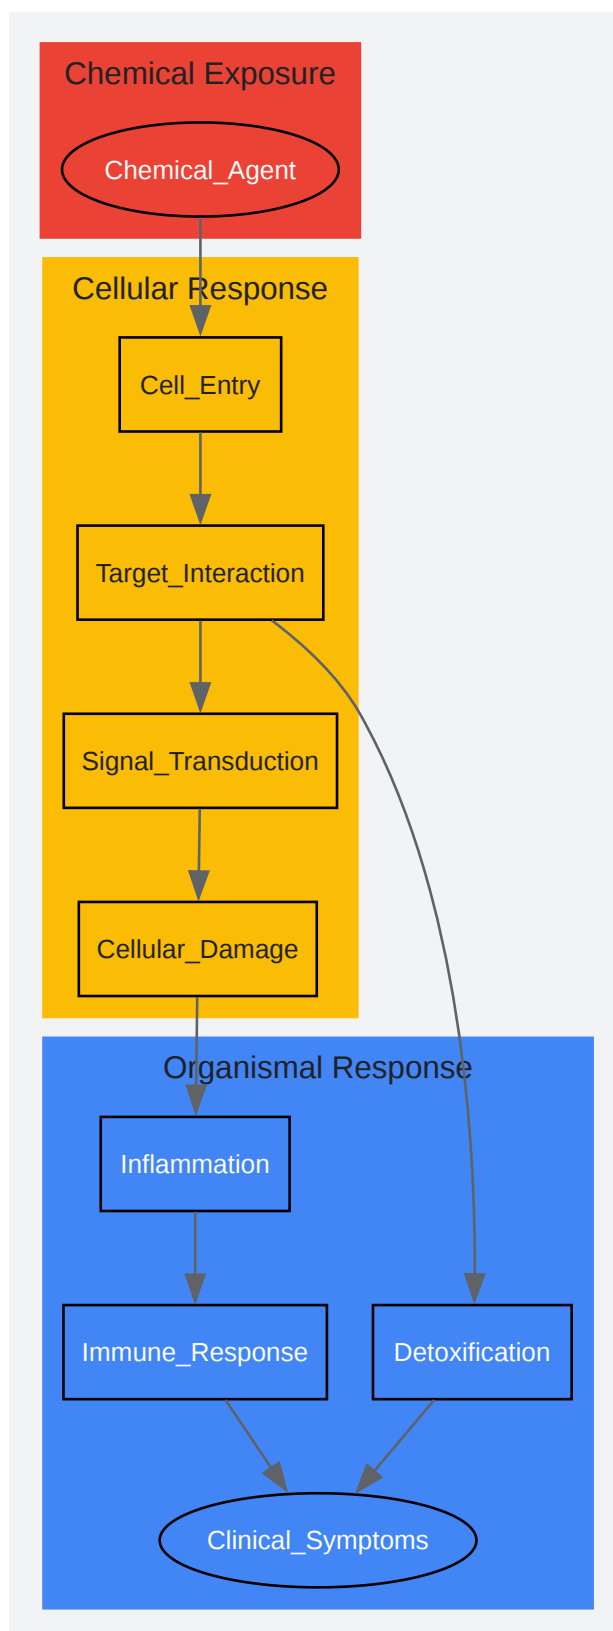 Chemical Exposure
Chemical_Agent
Cellular Response
Cell_Entry
Target_Interaction
Signal_Transduction
Cellular_Damage
Organismal Response
Inflammation
Immune_Response
Detoxification
Clinical_Symptoms